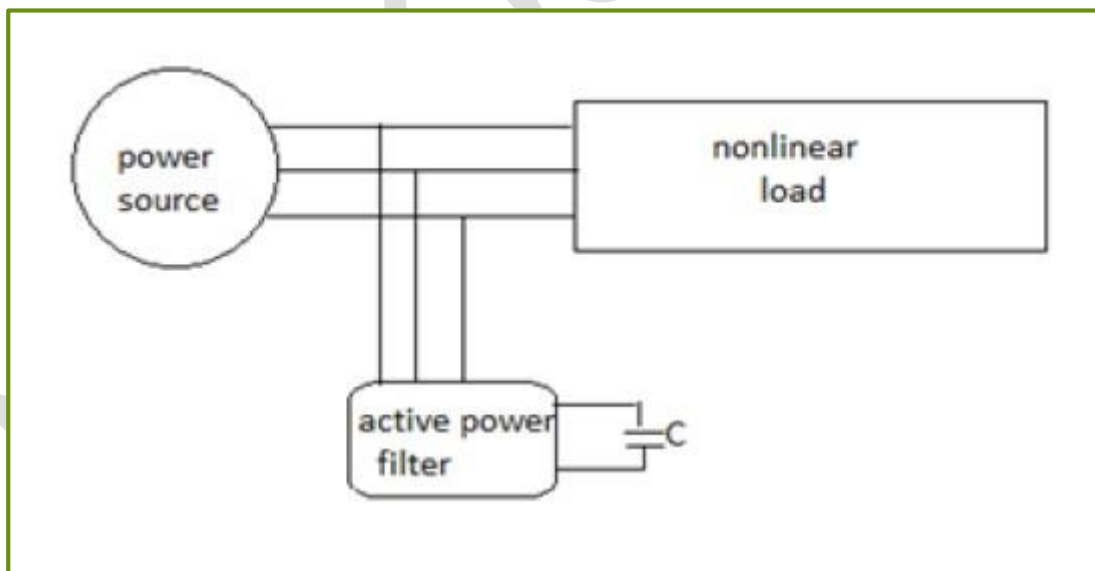 power
source
nonlinear
load
active power
filter
C